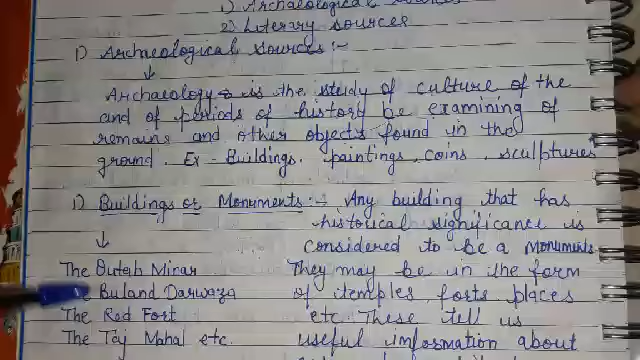 1) Archaeological sources
2) Literary sources
1) Archaeological sources :-
↓
Archaeology → is the study of culture of the
and of periods of history be examining of
remains and other objects found in the
ground. Ex - Buildings. paintings, coins, sculptures
1) Buildings or Monuments :→ Any building that has
historical significance is
↓ considered to be a Monuments
The Qutab Minar They may be in the form
Buland Darwaza of temples, forts, places
The Red Fort etc. These tell us
The Taj Mahal etc. useful information about